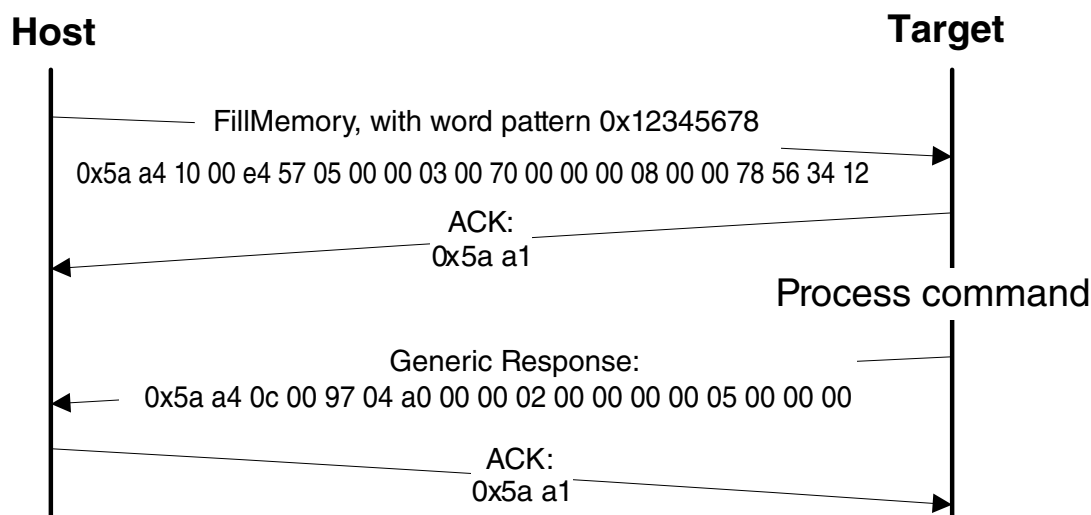 Host
Target
FillMemory, with word pattern 0x12345678
0x5a a4 10 00 e4 57 05 00 00 03 00 70 00 00 00 08 00 00 78 56 34 12
ACK:
0x5a a1
Process command
Generic Response:
0x5a a4 0c 00 97 04 a0 00 00 02 00 00 00 00 05 00 00 00
ACK:
0x5a a1